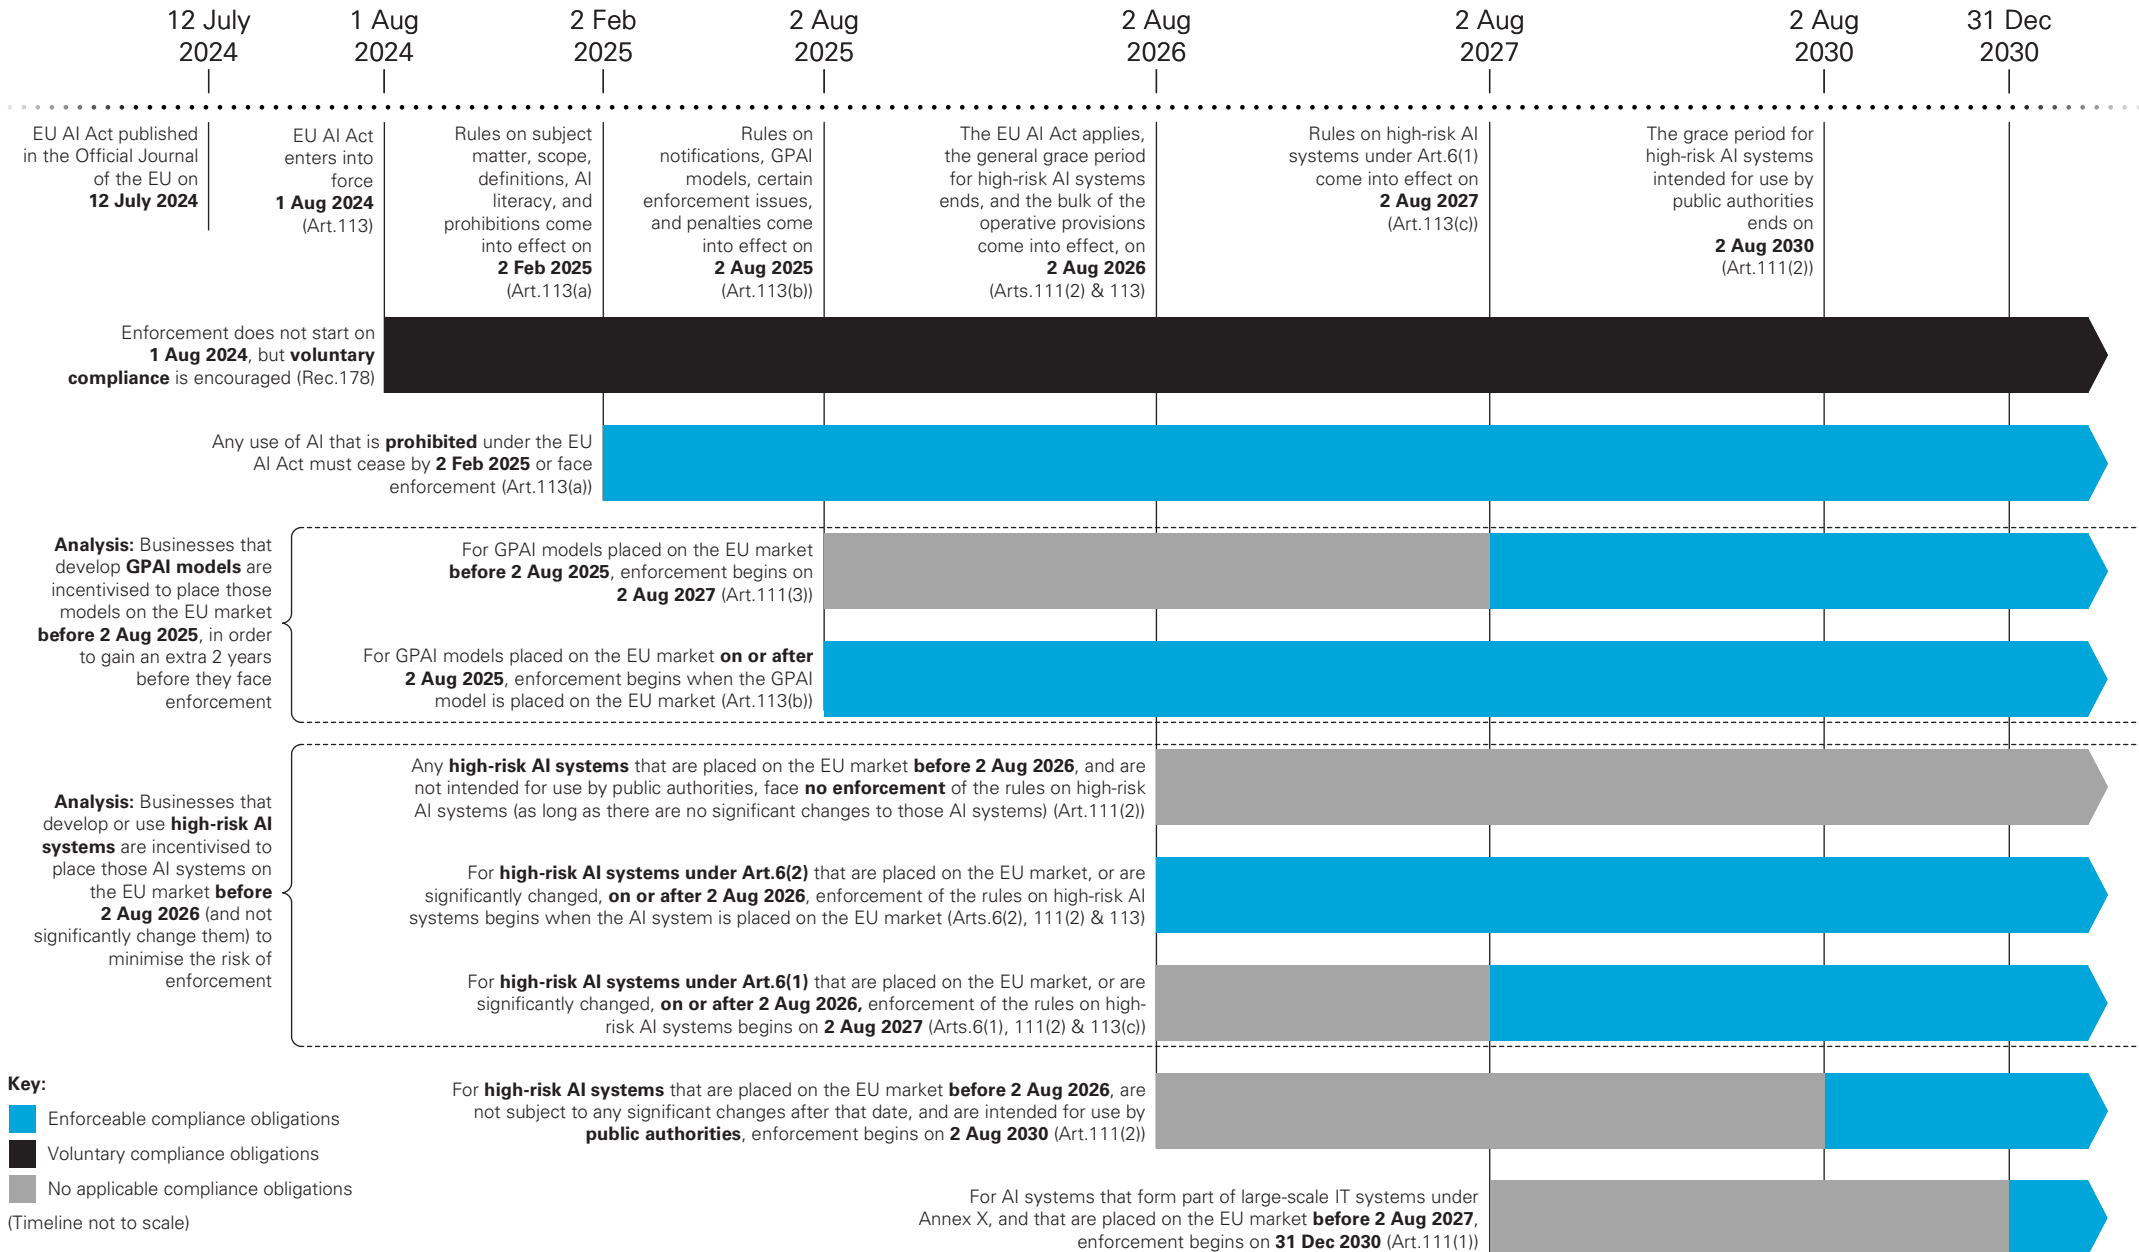 12 July
2024
1 Aug
2024
2 Feb
2025
2 Aug
2025
2 Aug
2026
2 Aug
2027
2 Aug
2030
31 Dec
2030
EU AI Act published
in the Official Journal
of the EU on
12 July 2024
EU AI Act
enters into
force
1 Aug 2024
(Art.113)
Rules on subject
matter, scope,
definitions, AI
literacy, and
prohibitions come
into effect on
2 Feb 2025
(Art.113(a)
Rules on
notifications, GPAI
models, certain
enforcement issues,
and penalties come
into effect on
2 Aug 2025
(Art.113(b))
The EU AI Act applies,
the general grace period
for high-risk AI systems
ends, and the bulk of the
operative provisions
come into effect, on
2 Aug 2026
(Arts.111(2) & 113)
Rules on high-risk AI
systems under Art.6(1)
come into effect on
2 Aug 2027
(Art.113(c))
The grace period for
high-risk AI systems
intended for use by
public authorities
ends on
2 Aug 2030
(Art.111(2))
Enforcement does not start on
1 Aug 2024, but voluntary
compliance is encouraged (Rec.178)
Any use of AI that is prohibited under the EU
AI Act must cease by 2 Feb 2025 or face
enforcement (Art.113(a))
Analysis: Businesses that
develop GPAI models are
incentivised to place those
models on the EU market
before 2 Aug 2025, in order
to gain an extra 2 years
before they face
enforcement
For GPAI models placed on the EU market
before 2 Aug 2025, enforcement begins on
2 Aug 2027 (Art.111(3))
For GPAI models placed on the EU market on or after
2 Aug 2025, enforcement begins when the GPAI
model is placed on the EU market (Art.113(b))
Analysis: Businesses that
develop or use high-risk AI
systems are incentivised to
place those AI systems on
the EU market before
2 Aug 2026 (and not
significantly change them) to
minimise the risk of
enforcement
Any high-risk AI systems that are placed on the EU market before 2 Aug 2026, and are
not intended for use by public authorities, face no enforcement of the rules on high-risk
AI systems (as long as there are no significant changes to those AI systems) (Art.111(2))
For high-risk AI systems under Art.6(2) that are placed on the EU market, or are
significantly changed, on or after 2 Aug 2026, enforcement of the rules on high-risk AI
systems begins when the AI system is placed on the EU market (Arts.6(2), 111(2) & 113)
For high-risk AI systems under Art.6(1) that are placed on the EU market, or are
significantly changed, on or after 2 Aug 2026, enforcement of the rules on high-
risk AI systems begins on 2 Aug 2027 (Arts.6(1), 111(2) & 113(c))
For high-risk AI systems that are placed on the EU market before 2 Aug 2026, are
not subject to any significant changes after that date, and are intended for use by
public authorities, enforcement begins on 2 Aug 2030 (Art.111(2))
For AI systems that form part of large-scale IT systems under
Annex X, and that are placed on the EU market before 2 Aug 2027,
enforcement begins on 31 Dec 2030 (Art.111(1))
Key:
Enforceable compliance obligations
Voluntary compliance obligations
No applicable compliance obligations
(Timeline not to scale)